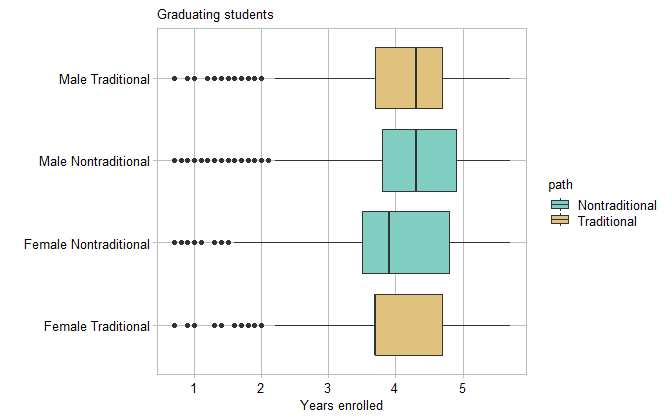 Graduating students
Male Traditional
Male Nontraditional
Female Nontraditional
Female Traditional
1 2 3 4 5
Years enrolled
path
Nontraditional
Traditional